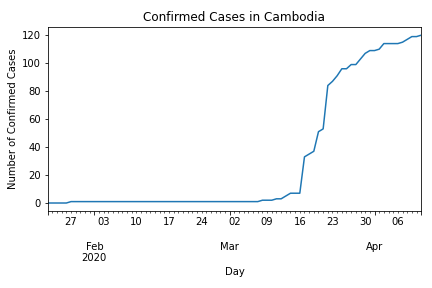 Confirmed Cases in Cambodia
Number of Confirmed Cases
120
100
80
60
40
20
0
27 03 10 17 24 02 09 16 23 30 06
Feb Mar Apr
2020
Day